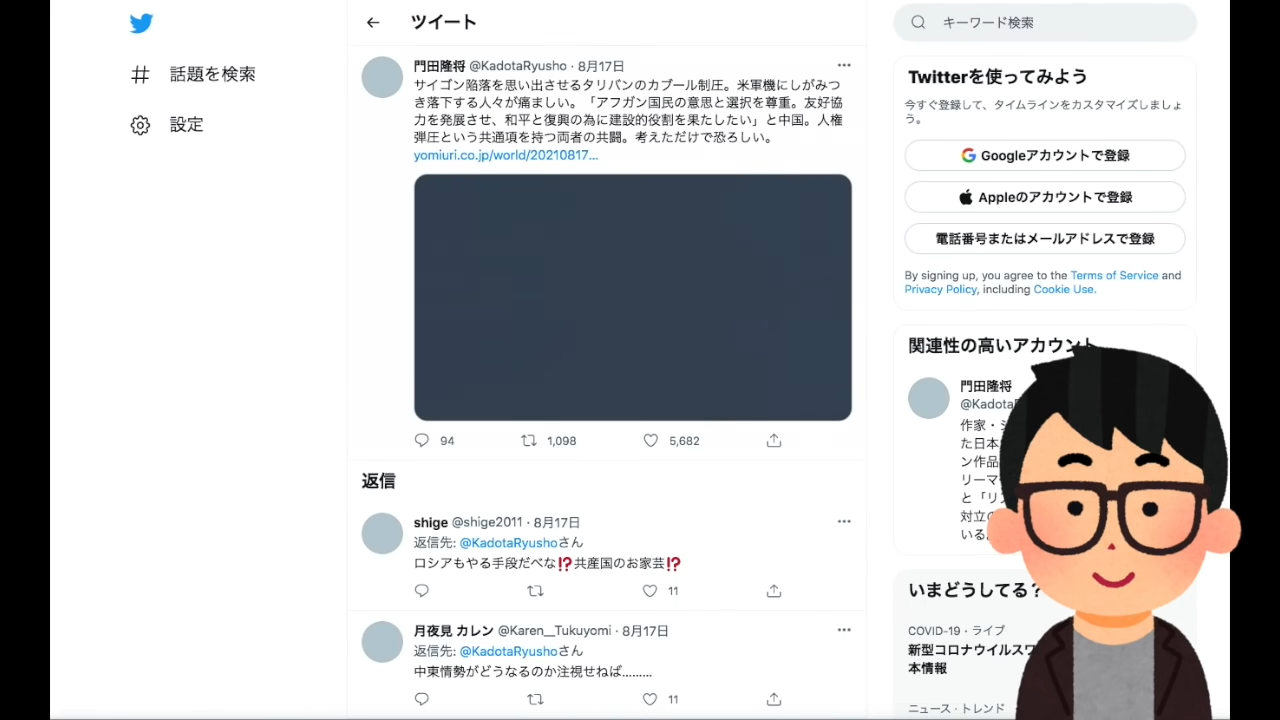 話題を検索
設定
ツイート
門田隆将 @KadotaRyusho · 8月17日
サイゴン陥落を思い出させるタリバンのカブール制圧。米軍機にしがみつ
き落下する人々が痛ましい。「アフガン国民の意思と選択を尊重。友好協
力を発展させ、和平と復興の為に建設的役割を果たしたい」と中国。人権
弾圧という共通項を持つ両者の共闘。考えただけで恐ろしい。
yomiuri.co.jp/world/20210817...
94 1,098 5,682
返信
shige @shige2011 · 8月17日
返信先: @KadotaRyushoさん
ロシアもやる手段だべな⁉️共産国のお家芸⁉️
11
月夜見 カレン @Karen__Tukuyomi · 8月17日
返信先: @KadotaRyushoさん
中東情勢がどうなるのか注視せねば………
11
キーワード検索
Twitterを使ってみよう
今すぐ登録して、タイムラインをカスタマイズしましょ
う。
Googleアカウントで登録
Appleのアカウントで登録
電話番号またはメールアドレスで登録
By signing up, you agree to the Terms of Service and
Privacy Policy, including Cookie Use.
関連性の高いアカウント
門田隆将
@Kadota
作家・
た日本
ン作品
リーマ
と「リ
対立の
いる
いまどうしてる？
COVID-19 · ライブ
新型コロナウイルスワ
本情報
ニュース · トレンド